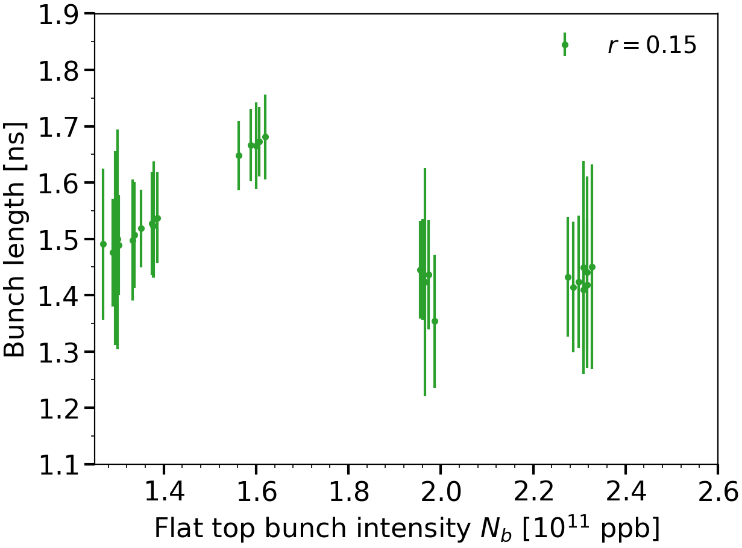 1.9
1.8
1.7
1.6
1.5
1.4
1.3
1.2
1.1
Bunch length [ns]
r = 0.15
1.4 1.6 1.8 2.0 2.2 2.4 2.6
Flat top bunch intensity N_b [10^11 ppb]